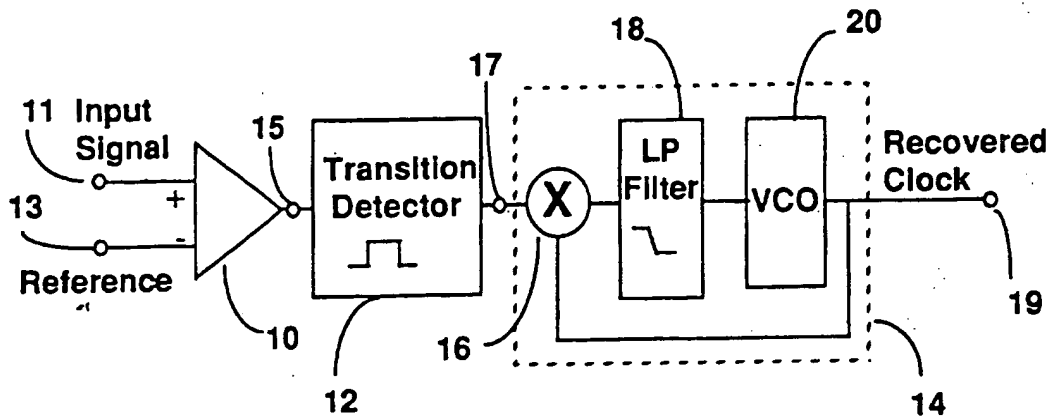 18
20
17
11 Input
Signal
15
13
Transition
Detector
LP
Filter
X
VCO
Recovered
Clock
+
-
Reference
10
12
16
19
14